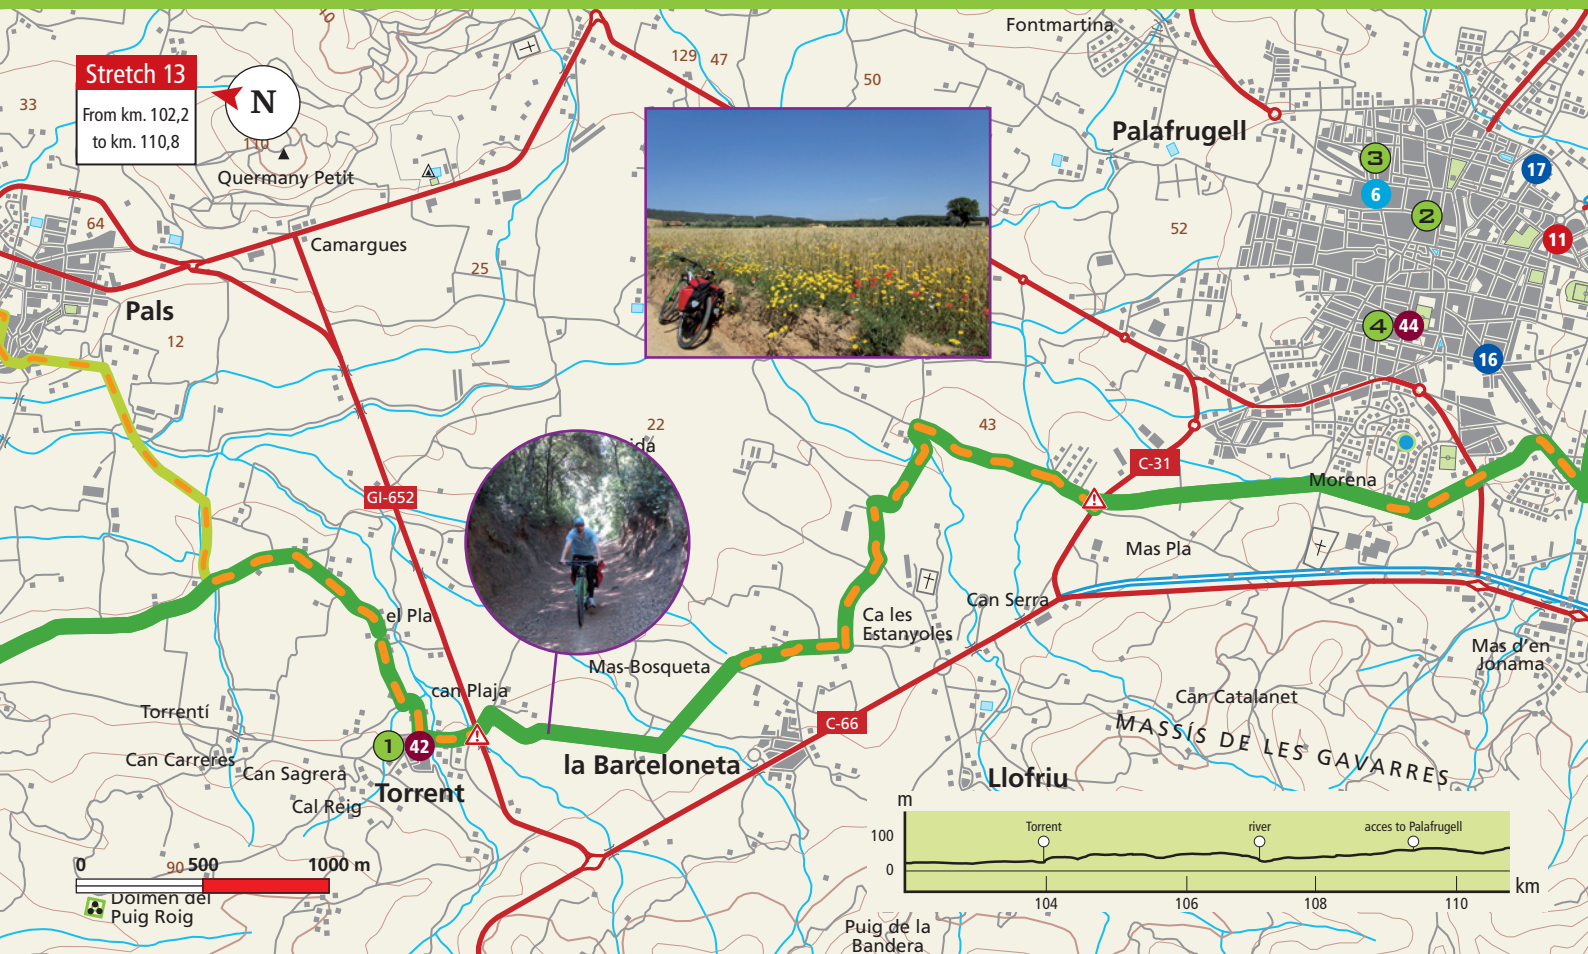 Stretch 13
From km. 102,2
to km. 110,8
N
110
Quermany Petit
33
64
Camargues
Pals
12
25
40
129
47
50
Fontmartina
Palafrugell
52
3
6
2
17
11
4
44
16
22
43
C-31
Morena
GI-652
Mas Pla
Can Serra
Ca les
Estanyoles
el Pla
Mas-Bosqueta
can Plaja
Torrentí
1
42
Can Carreres
Can Sagrera
Cal Reig
Torrent
la Barceloneta
C-66
Mas d'en
Jonama
Can Catalanet
MASSÍS DE LES GAVARRES
Llofriu
0
500
1000 m
90
Dolmen del
Puig Roig
Puig de la
Bandera
m
100
0
Torrent
river
acces to Palafrugell
104
106
108
110
km